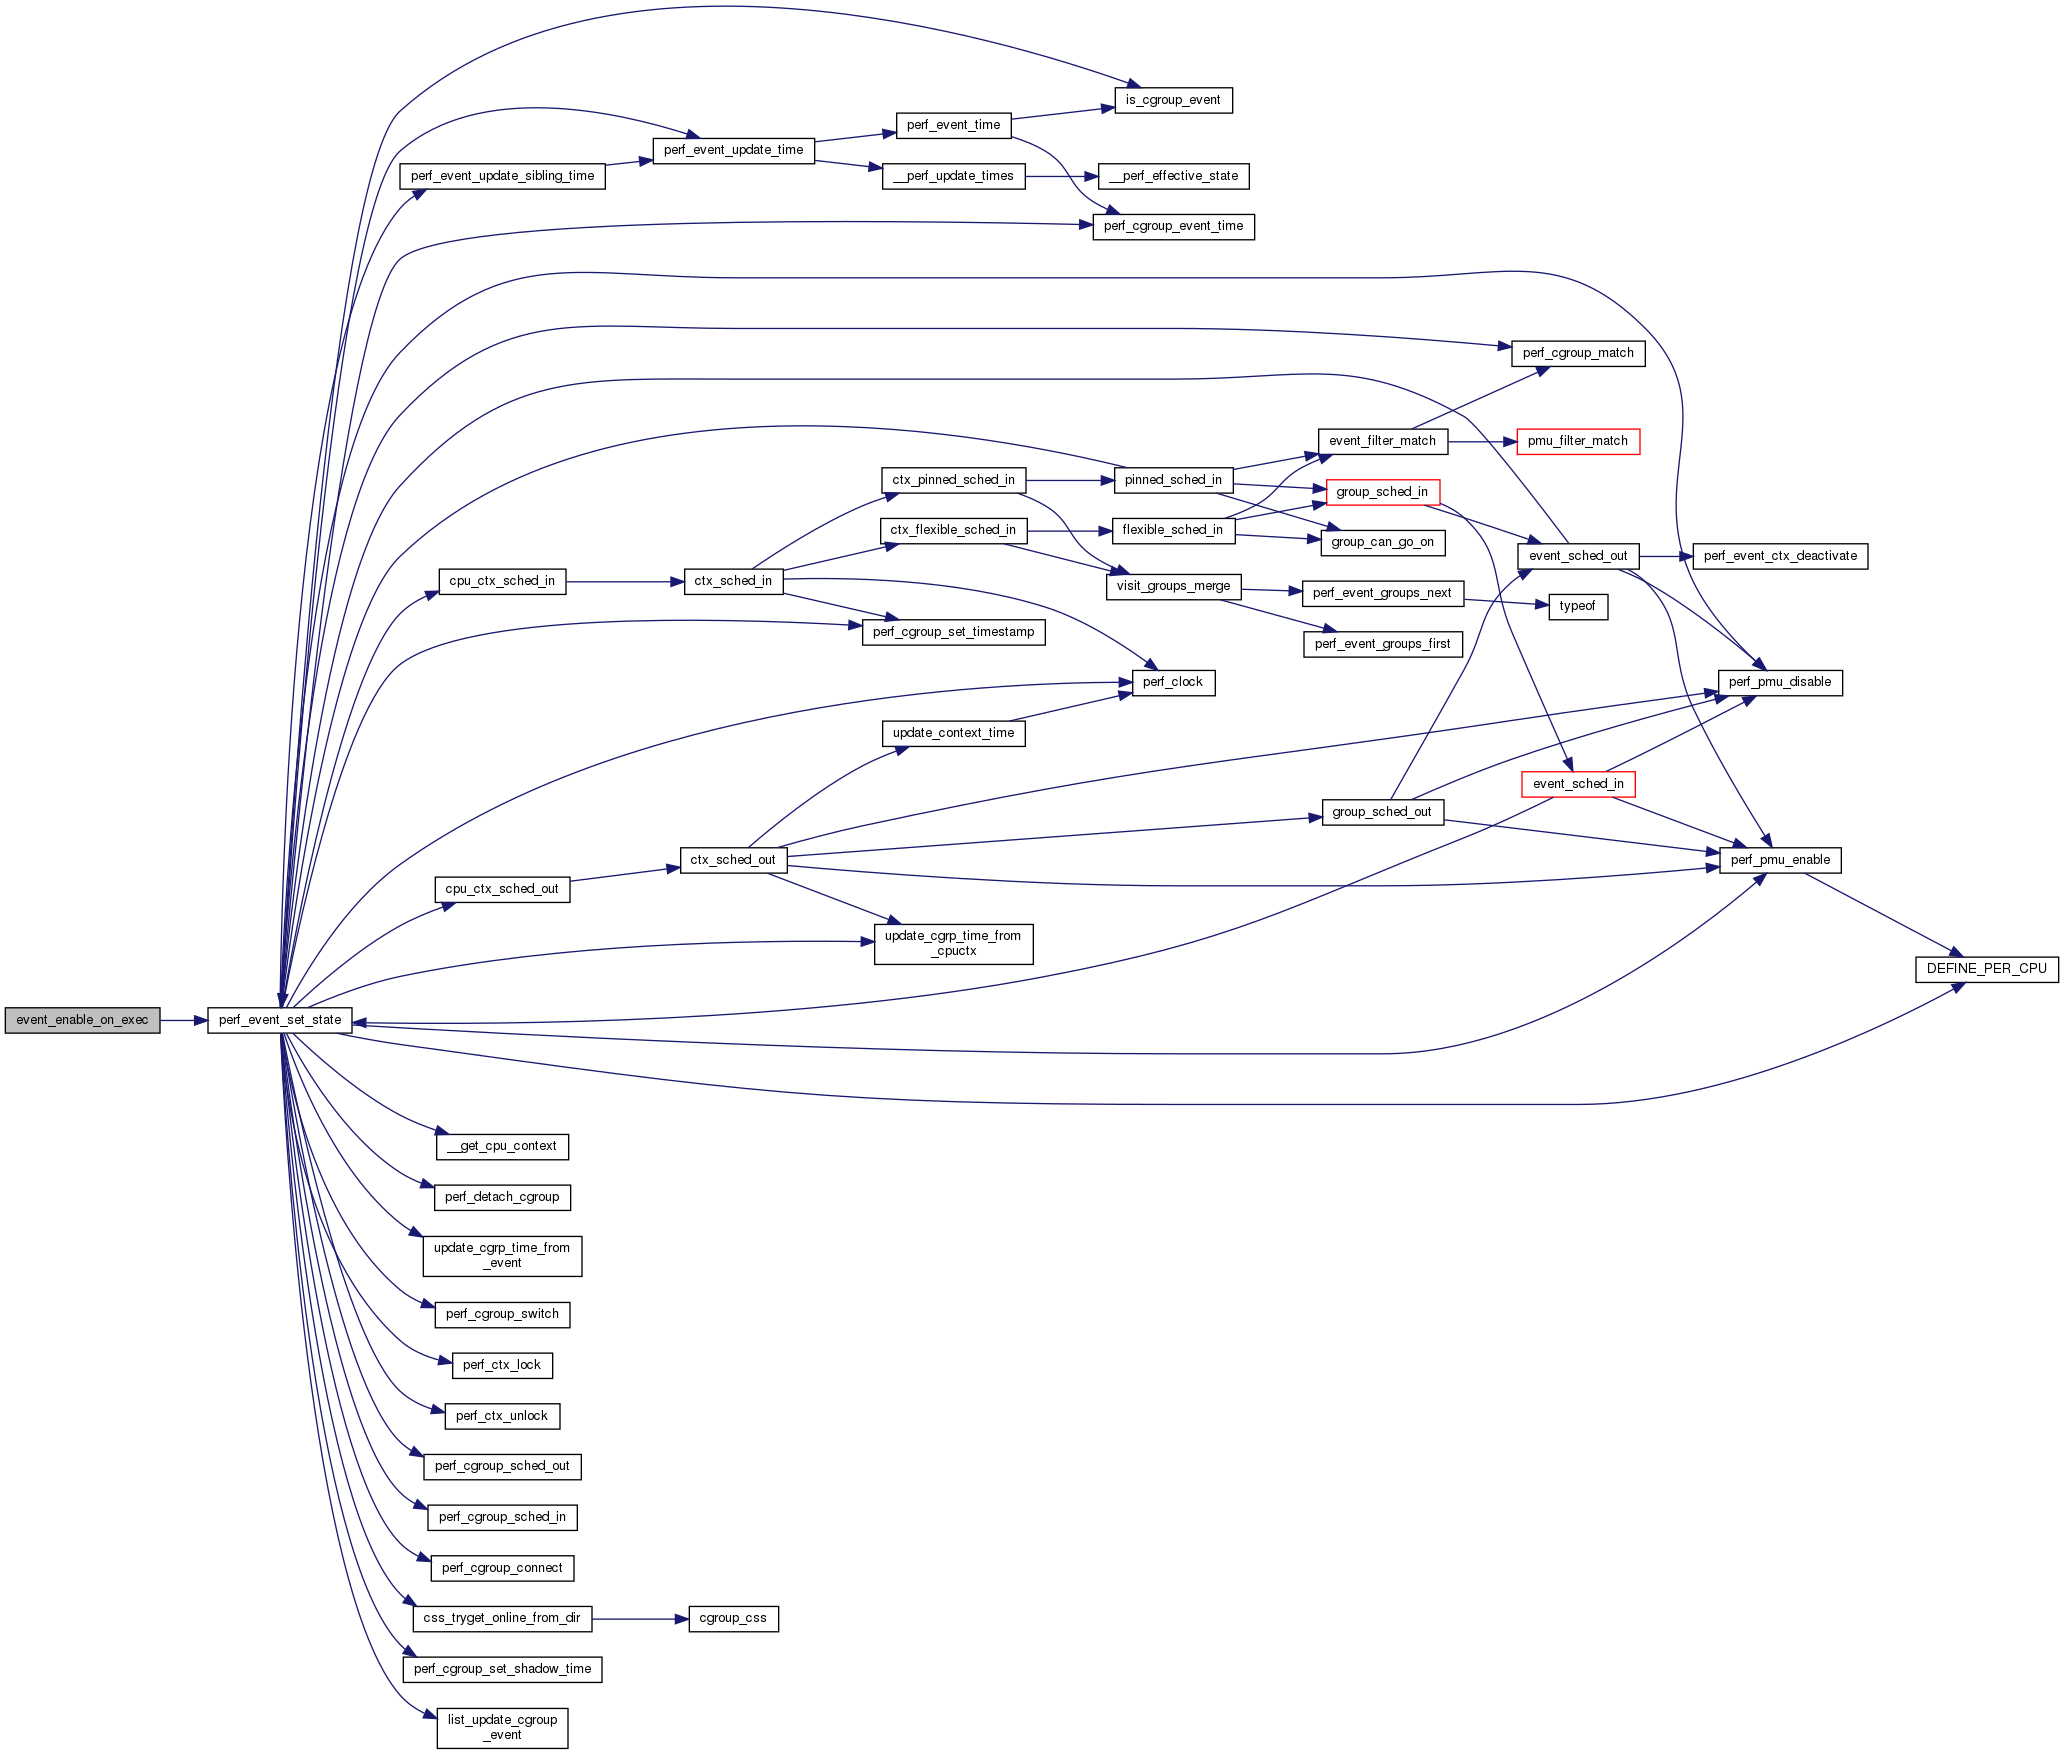 is_cgroup_event
perf_event_time
perf_event_update_time
perf_event_update_sibling_time
__perf_update_times
__perf_effective_state
perf_cgroup_event_time
perf_cgroup_match
event_filter_match
pmu_filter_match
ctx_pinned_sched_in
pinned_sched_in
group_sched_in
ctx_flexible_sched_in
flexible_sched_in
group_can_go_on
event_sched_out
perf_event_ctx_deactivate
cpu_ctx_sched_in
ctx_sched_in
visit_groups_merge
perf_event_groups_next
typeof
perf_cgroup_set_timestamp
perf_event_groups_first
perf_clock
perf_pmu_disable
update_context_time
event_sched_in
group_sched_out
ctx_sched_out
perf_pmu_enable
cpu_ctx_sched_out
update_cgrp_time_from
_cpuctx
DEFINE_PER_CPU
event_enable_on_exec
perf_event_set_state
__get_cpu_context
perf_detach_cgroup
update_cgrp_time_from
_event
perf_cgroup_switch
perf_ctx_lock
perf_ctx_unlock
perf_cgroup_sched_out
perf_cgroup_sched_in
perf_cgroup_connect
css_tryget_online_from_dir
cgroup_css
perf_cgroup_set_shadow_time
list_update_cgroup
_event